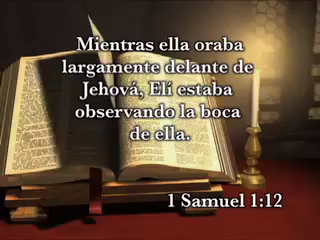 Mientras ella oraba
largamente delante de
Jehová, Elí estaba
observando la boca
de ella.
1 Samuel 1:12